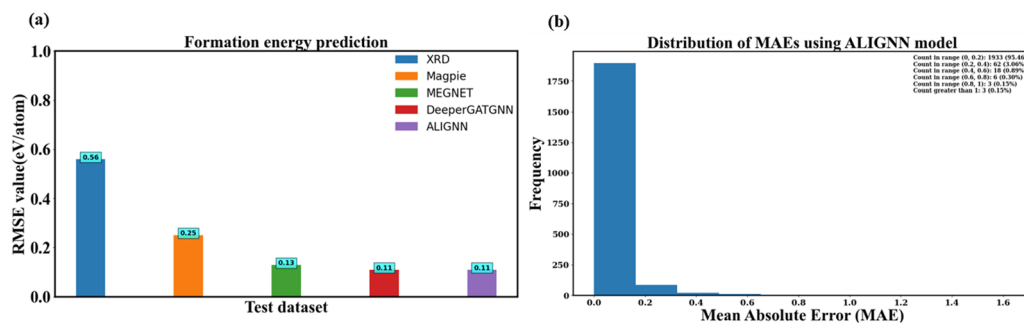 (a)
Formation energy prediction
RMSE value(eV/atom)
1.0
0.8
0.6
0.4
0.2
0.0
XRD
Magpie
MEGNET
DeeperGATGNN
ALIGNN
0.56
0.25
0.13
0.11
0.11
Test dataset
(b)
Distribution of MAEs using ALIGNN model
Frequency
1750
1500
1250
1000
750
500
250
0
Count in range (0, 0.2): 1933 (95.46
Count in range (0.2, 0.4): 62 (3.06%
Count in range (0.4, 0.6): 18 (0.89%
Count in range (0.6, 0.8): 6 (0.30%)
Count in range (0.8, 1): 3 (0.15%)
Count greater than 1: 3 (0.15%)
0.0 0.2 0.4 0.6 0.8 1.0 1.2 1.4 1.6
Mean Absolute Error (MAE)